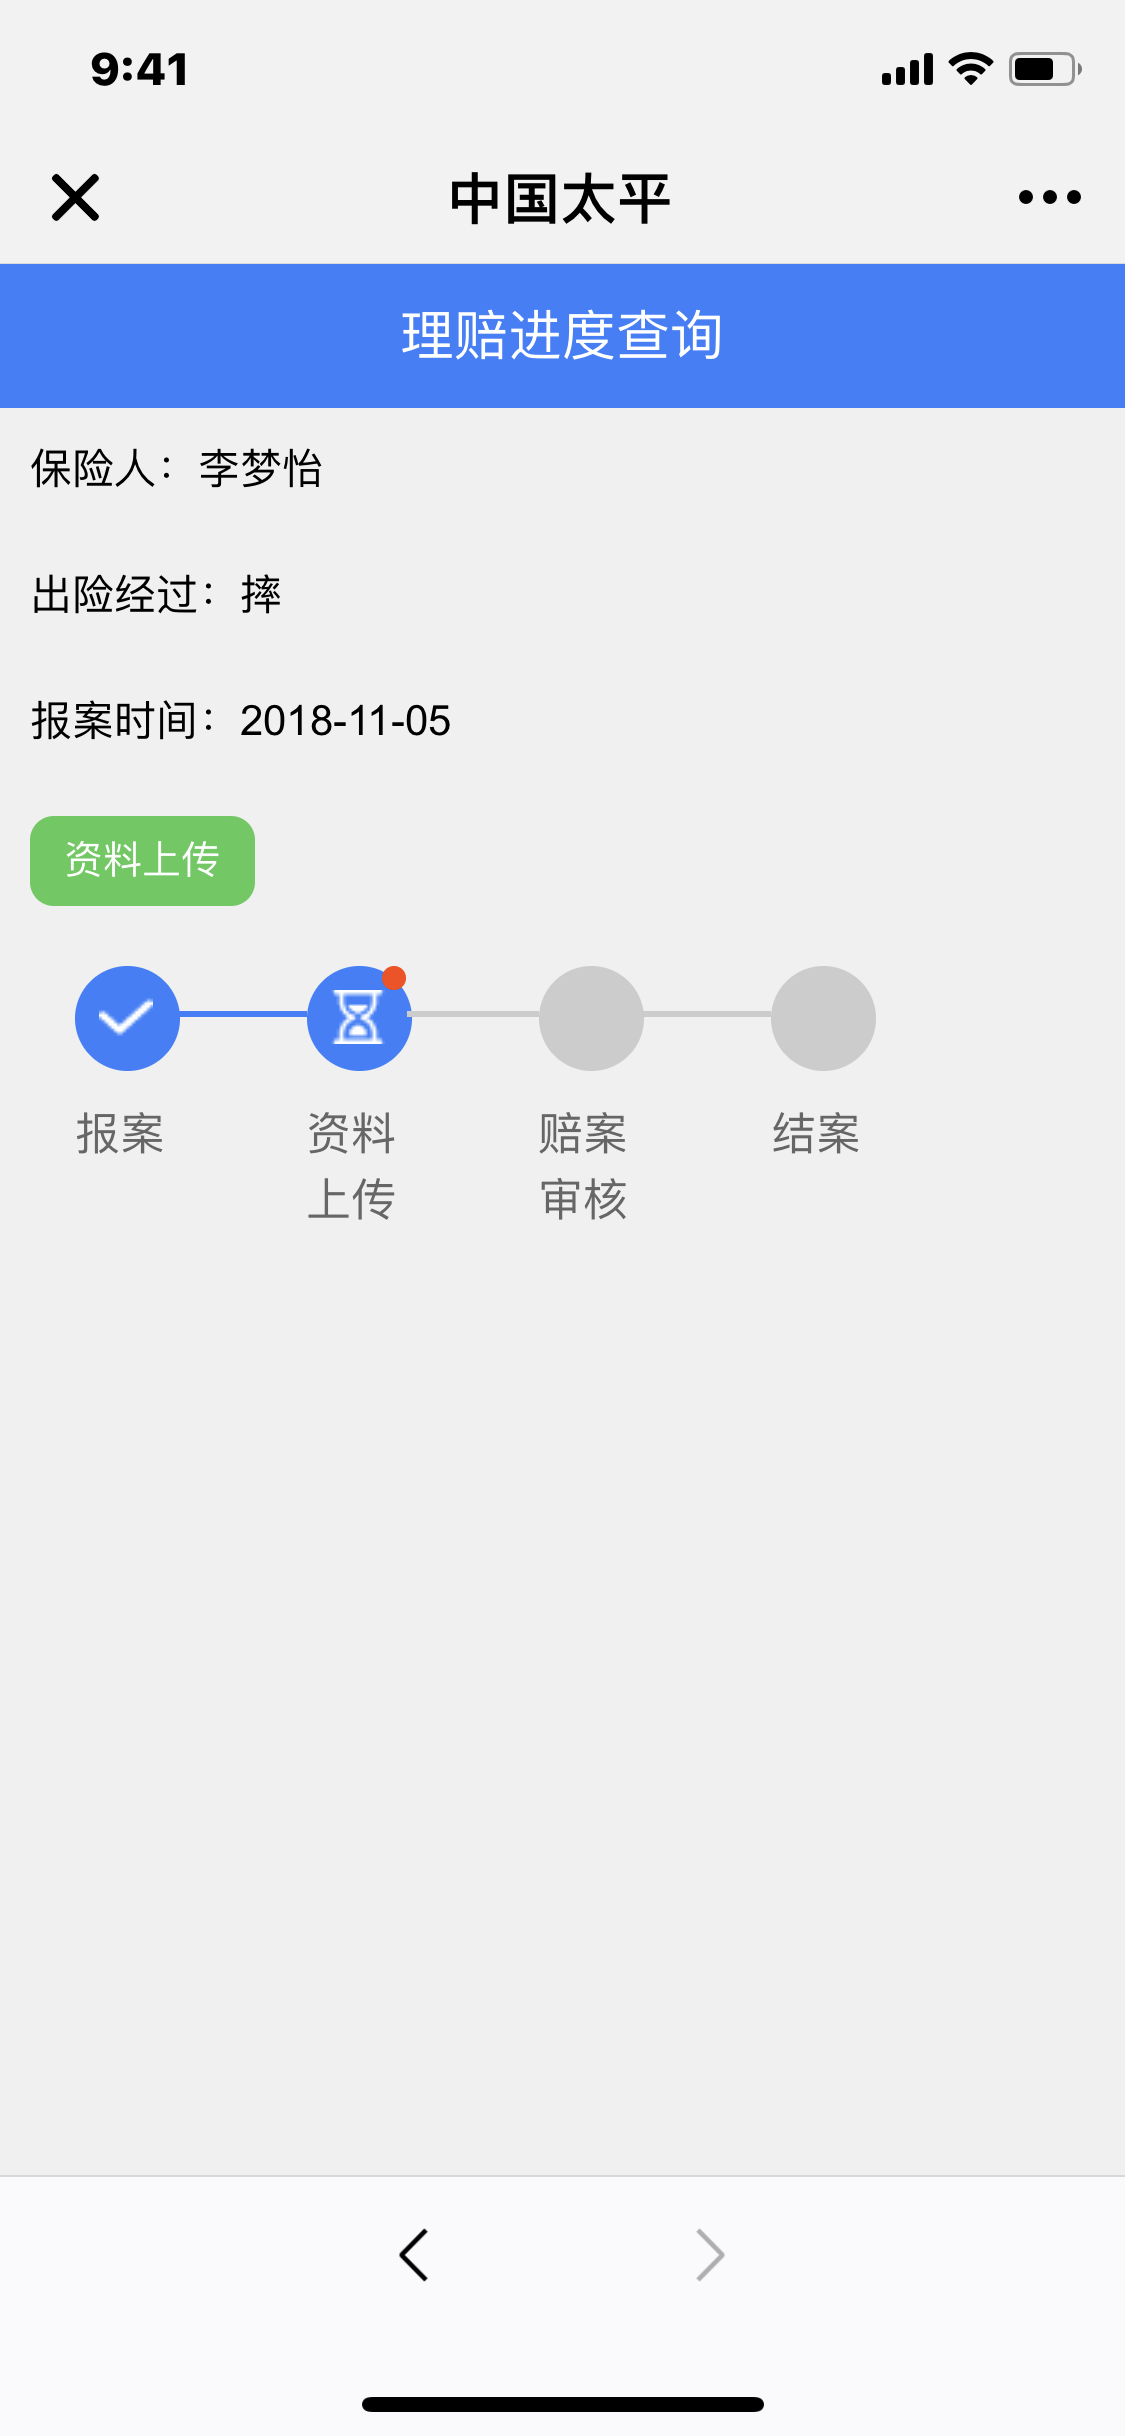 9:41
中国太平
理赔进度查询
保险人：李梦怡
出险经过：摔
报案时间：2018-11-05
资料上传
报案
资料
上传
赔案
审核
结案